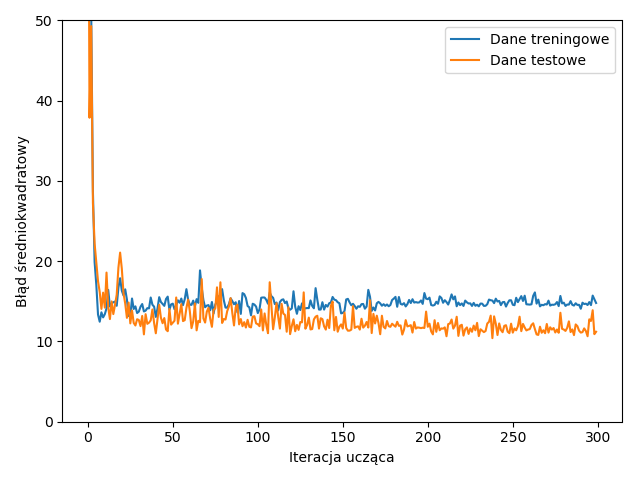 50
40
30
20
10
0
Błąd średniokwadratowy
Dane treningowe
Dane testowe
0 50 100 150 200 250 300
Iteracja ucząca